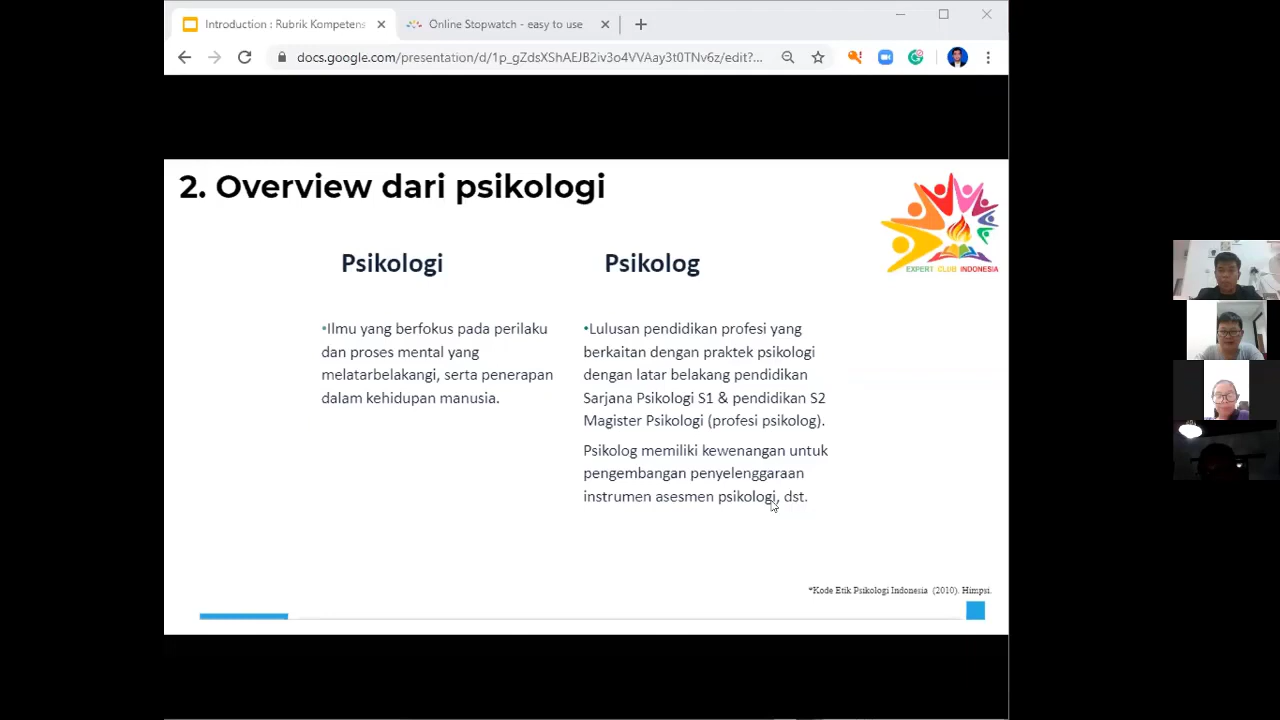 Introduction : Rubrik Kompetens
Online Stopwatch - easy to use
docs.google.com/presentation/d/1p_gZdsXShAEJB2iv3o4VVAay3t0TNv6z/edit?...
2. Overview dari psikologi
EXPERT CLUB INDONESIA
Psikologi
•Ilmu yang berfokus pada perilaku
dan proses mental yang
melatarbelakangi, serta penerapan
dalam kehidupan manusia.
Psikolog
•Lulusan pendidikan profesi yang
berkaitan dengan praktek psikologi
dengan latar belakang pendidikan
Sarjana Psikologi S1 & pendidikan S2
Magister Psikologi (profesi psikolog).
Psikolog memiliki kewenangan untuk
pengembangan penyelenggaraan
instrumen asesmen psikologi, dst.
*Kode Etik Psikologi Indonesia (2010). Himpsi.